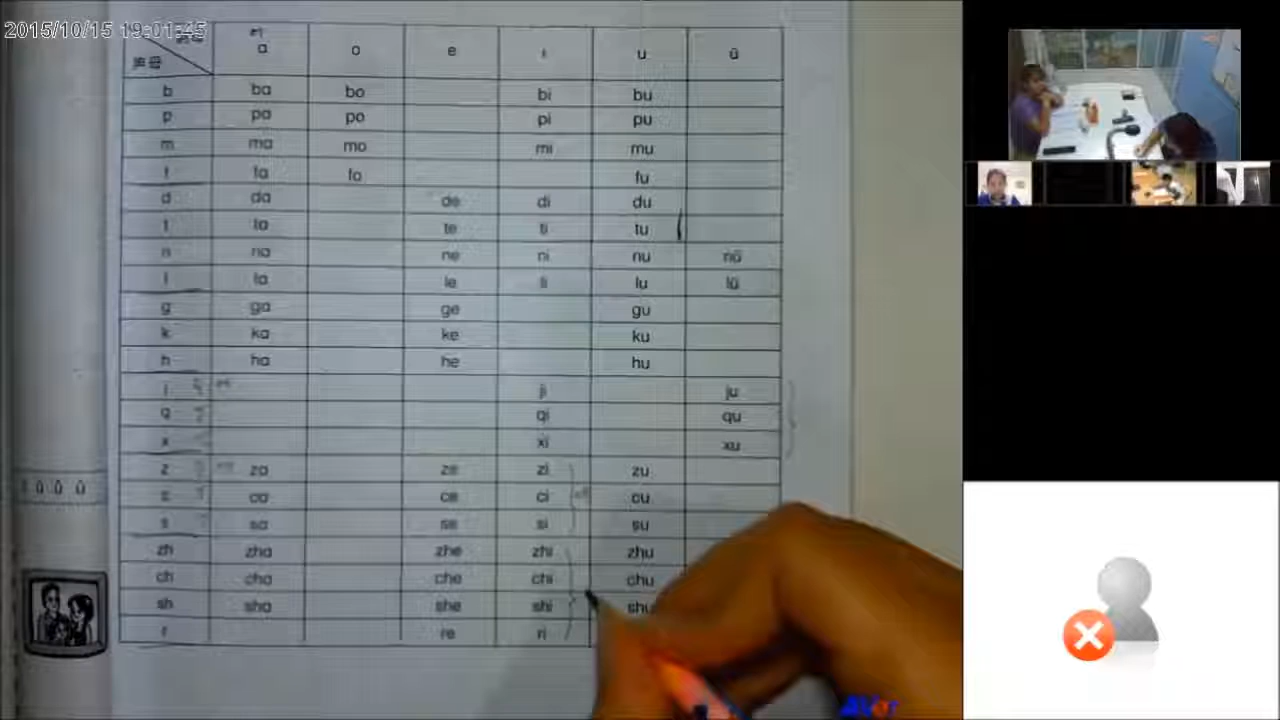 2015/10/15 19:01:45
a o e i u ü
声母
b ba bo bi bu
p pa po pi pu
m ma mo mi mu
f fa fo fu
d da de di du
t ta te ti tu
n na ne ni nu nü
l la le li lu lü
g ga ge gu
k ka ke ku
h ha he hu
j ji ju
q qi qu
x xi xu
z za ze zi zu
c ca ce ci cu
s sa se si su
zh zha zhe zhi zhu
ch cha che chi chu
sh sha she shi shu
r re ri
AVer